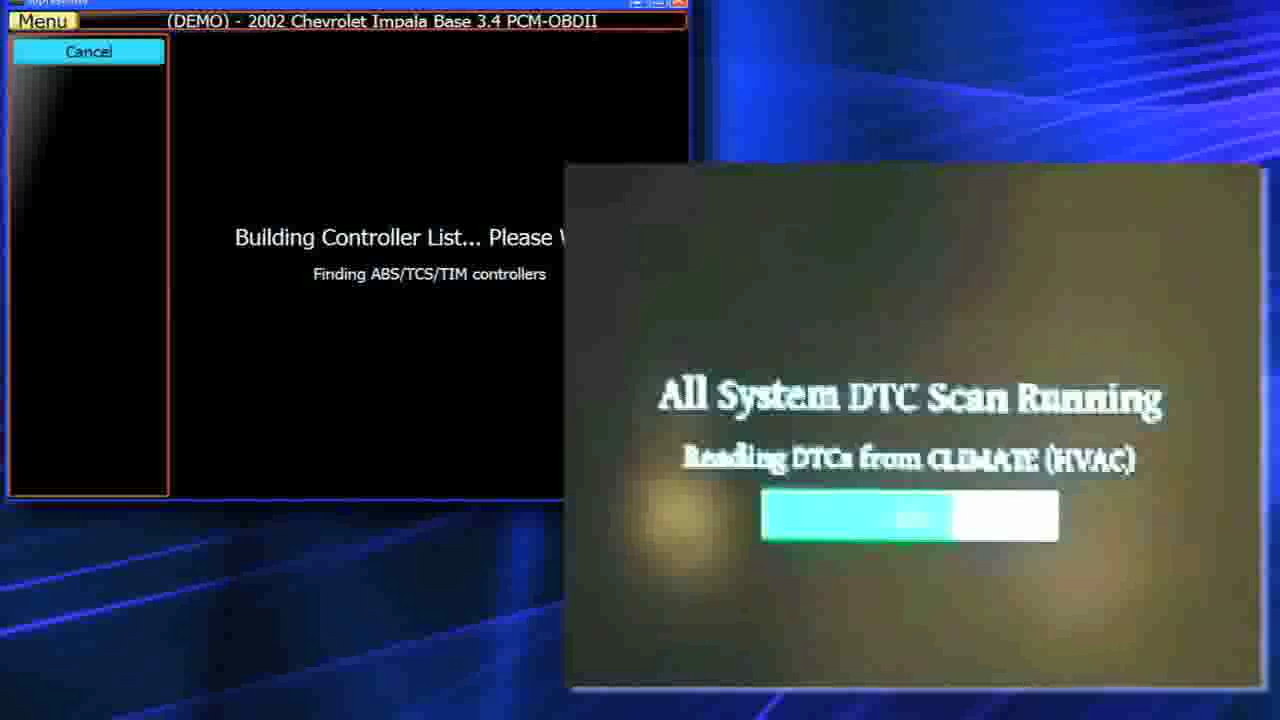 Menu
(DEMO) - 2002 Chevrolet Impala Base 3.4 PCM-OBDII
Cancel
Building Controller List... Please
Finding ABS/TCS/TIM controllers
All System DTC Scan Running
Reading DTCs from CLIMATE (HVAC)